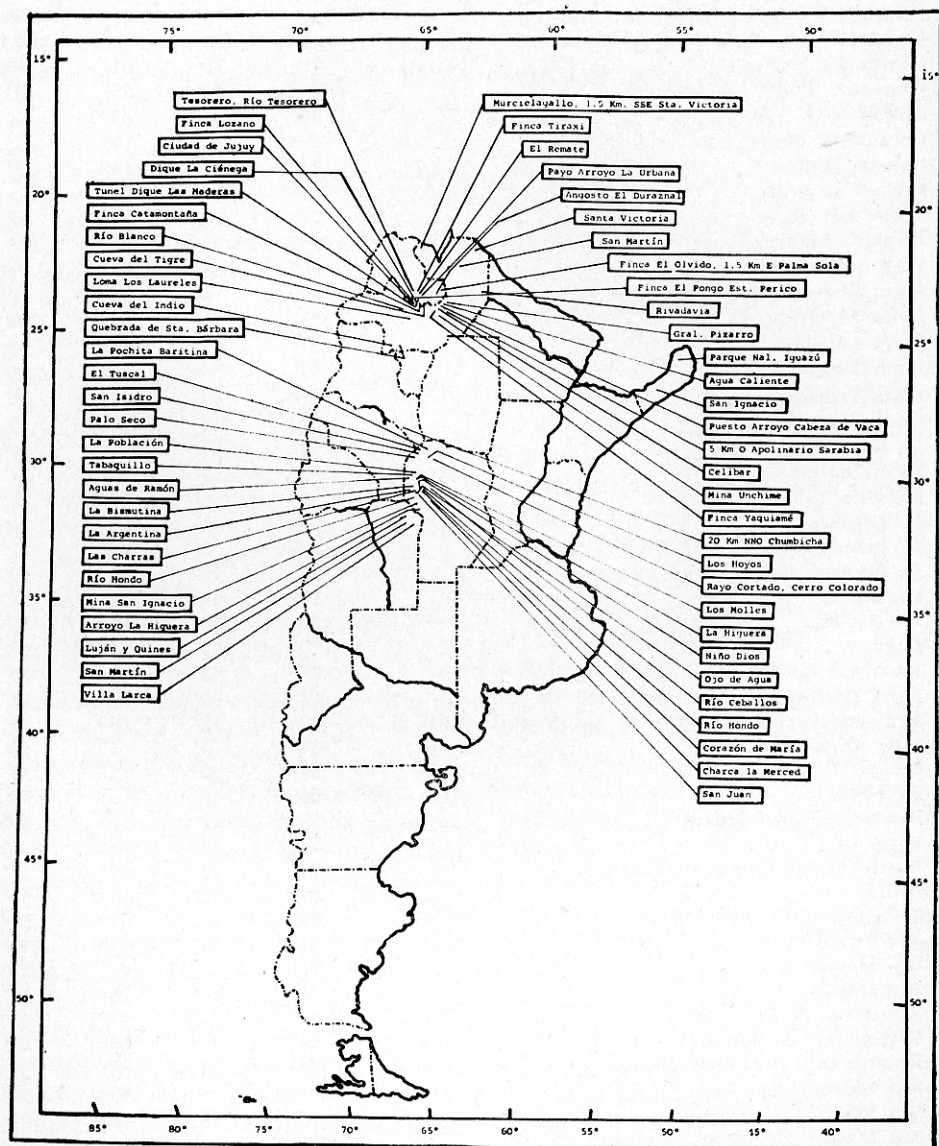 75° 70° 65° 60° 55° 50°
15°
20°
25°
30°
35°
40°
45°
50°
Tesorero, Río Tesorero
Finca Lozano
Ciudad de Jujuy
Dique La Ciénega
Tunel Dique Las Maderas
Finca Catamontaña
Río Blanco
Cueva del Tigre
Loma Los Laureles
Cueva del Indio
Quebrada de Sta. Bárbara
La Pochita Baritina
El Tuscal
San Isidro
Palo Seco
La Población
Tabaquillo
Aguas de Ramón
La Bismutina
La Argentina
Las Charras
Río Hondo
Mina San Ignacio
Arroyo La Higuera
Luján y Quines
San Martín
Villa Larca
Murcielagallo, 1.5 Km. SSE Sta. Victoria
Finca Tiraxi
El Remate
Payo Arroyo La Urbana
Angosto El Duraznal
Santa Victoria
San Martín
Finca El Olvido, 1.5 Km E Palma Sola
Finca El Pongo Est. Perico
Rivadavia
Gral. Pizarro
Parque Nal. Iguazú
Agua Caliente
San Ignacio
Puesto Arroyo Cabeza de Vaca
5 Km O Apolinario Sarabia
Celibar
Mina Unchime
Finca Yaquiamé
20 Km NNO Chumbicha
Los Hoyos
Rayo Cortado, Cerro Colorado
Los Molles
La Higuera
Niño Dios
Ojo de Agua
Río Ceballos
Río Hondo
Corazón de María
Charca la Merced
San Juan
15°
20°
25°
30°
35°
40°
45°
50°
85° 75° 70° 65° 60° 55° 50° 45° 40°